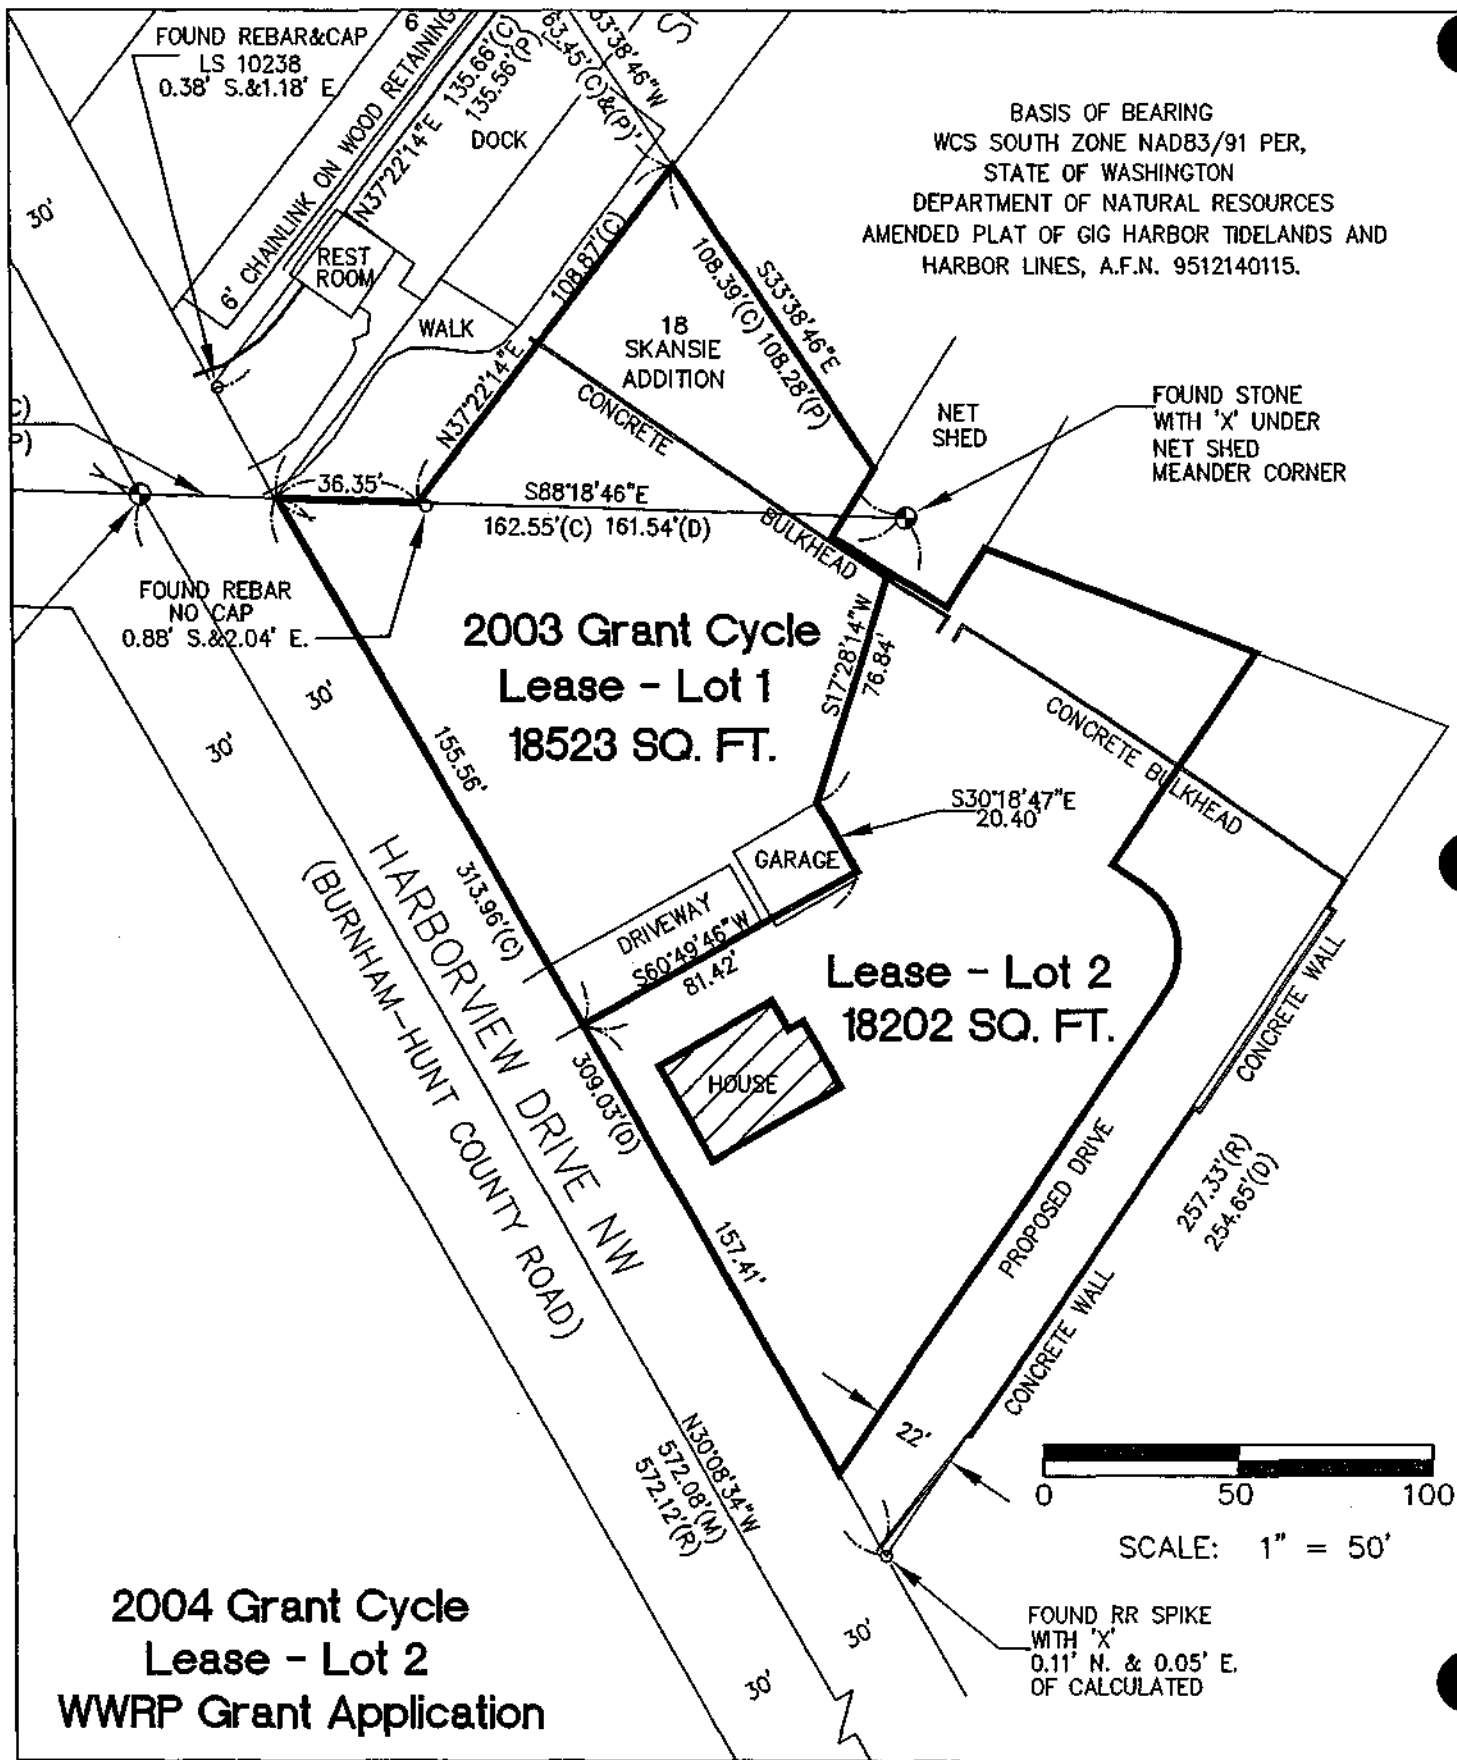 6'
FOUND REBAR&CAP
LS 10238
0.38' S.&1.18' E.
6' CHAINLINK ON WOOD RETAINING
N37°22'14"E 135.66'(C)
135.56'(P)
63.45'(C)&(P)
33°38'46"W
DOCK
REST
ROOM
WALK
30'
BASIS OF BEARING
WCS SOUTH ZONE NAD83/91 PER,
STATE OF WASHINGTON
DEPARTMENT OF NATURAL RESOURCES
AMENDED PLAT OF GIG HARBOR TIDELANDS AND
HARBOR LINES, A.F.N. 9512140115.
N37°22'14"E
108.87'(C)
S33°38'46"E
108.39'(C) 108.28'(P)
18
SKANSIE
ADDITION
CONCRETE
BULKHEAD
NET
SHED
FOUND STONE
WITH 'X' UNDER
NET SHED
MEANDER CORNER
C)
P)
36.35'
S88°18'46"E
162.55'(C) 161.54'(D)
FOUND REBAR
NO CAP
0.88' S.&2.04' E.
2003 Grant Cycle
Lease - Lot 1
18523 SQ. FT.
S17°28'14"W
76.84'
CONCRETE BULKHEAD
30'
30'
155.56'
S30°18'47"E
20.40'
GARAGE
DRIVEWAY
S60°49'46"W
81.42'
313.96'(C)
309.03'(D)
HARBORVIEW DRIVE NW
(BURNHAM-HUNT COUNTY ROAD)
Lease - Lot 2
18202 SQ. FT.
HOUSE
CONCRETE WALL
157.41'
PROPOSED DRIVE
257.33'(R)
254.65'(D)
CONCRETE WALL
22'
N30°08'34"W
572.08'(M)
572.12'(R)
0 50 100
SCALE: 1" = 50'
2004 Grant Cycle
Lease - Lot 2
WWRP Grant Application
30'
30'
FOUND RR SPIKE
WITH 'X'
0.11' N. & 0.05' E.
OF CALCULATED